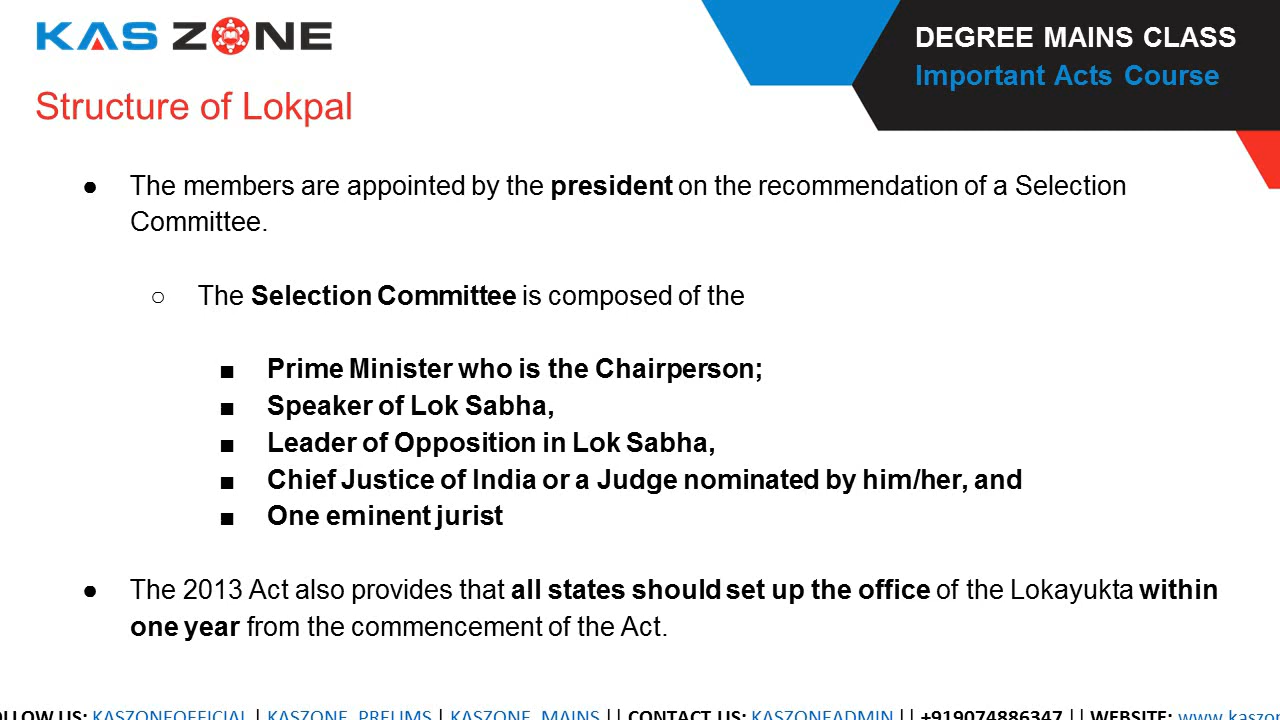 KAS ZONE
DEGREE MAINS CLASS
Important Acts Course
Structure of Lokpal
● The members are appointed by the president on the recommendation of a Selection
Committee.
○ The Selection Committee is composed of the
■ Prime Minister who is the Chairperson;
■ Speaker of Lok Sabha,
■ Leader of Opposition in Lok Sabha,
■ Chief Justice of India or a Judge nominated by him/her, and
■ One eminent jurist
● The 2013 Act also provides that all states should set up the office of the Lokayukta within
one year from the commencement of the Act.
US: KASZONEOFFICIAL | KASZONE_PRELIMS | KASZONE_MAINS || CONTACT US: KASZONEADMIN || +919074886347 || WEBSITE: